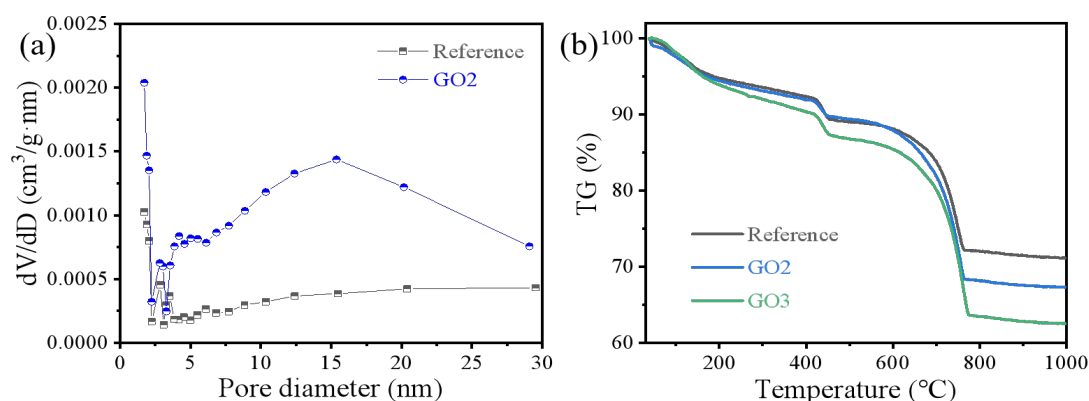 (a)
Reference
GO2
dV/dD (cm³/g·nm)
0.0025
0.0020
0.0015
0.0010
0.0005
0.0000
0 5 10 15 20 25 30
Pore diameter (nm)
(b)
Reference
GO2
GO3
TG (%)
100
90
80
70
60
200 400 600 800 1000
Temperature (°C)